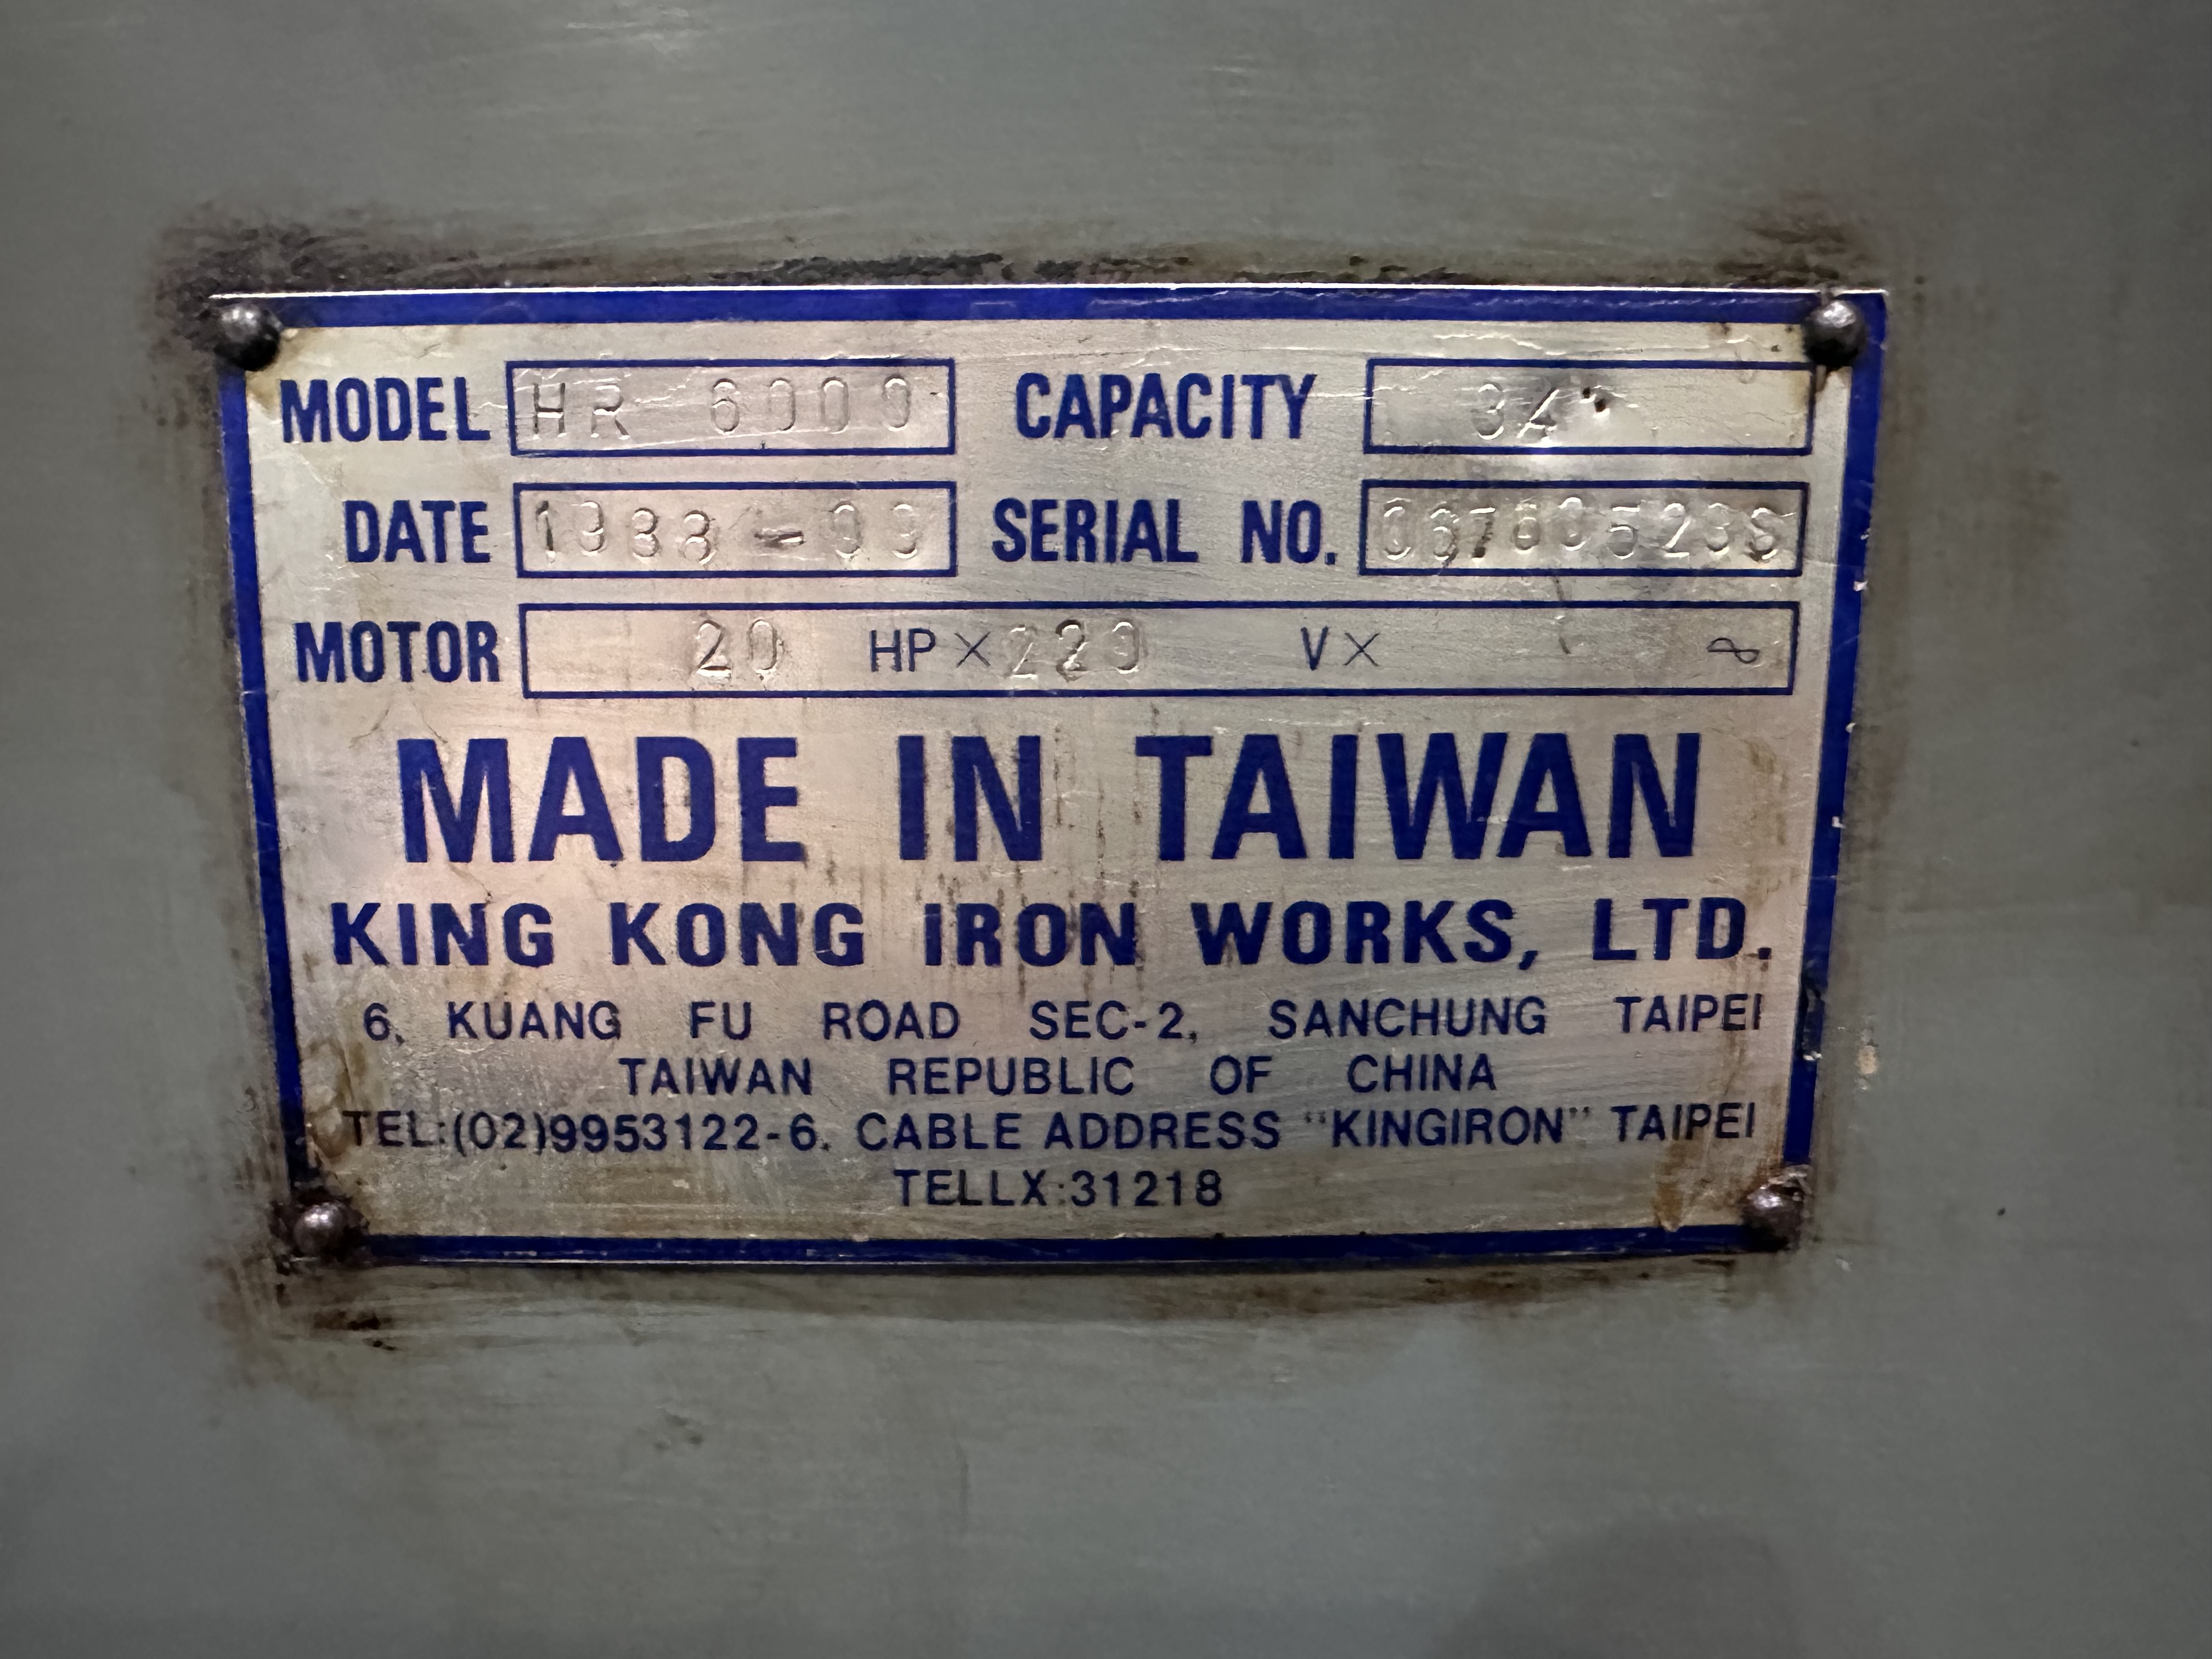 MODEL HR 6000 CAPACITY 34"
DATE SERIAL NO.
MOTOR 20 HP X 220 V X
MADE IN TAIWAN
KING KONG IRON WORKS, LTD.
6, KUANG FU ROAD SEC-2, SANCHUNG TAIPEI
TAIWAN REPUBLIC OF CHINA
TEL:(02)9953122-6. CABLE ADDRESS "KINGIRON" TAIPEI
TELLX:31218